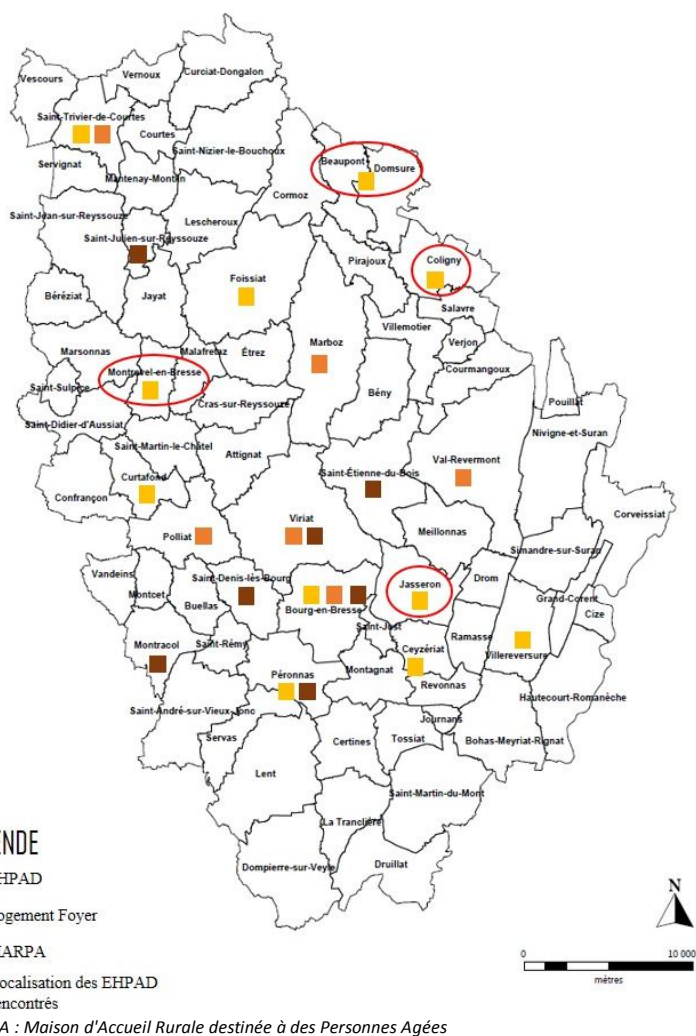 Vescours
Vernoux
Curciat-Dongalon
Saint-Trivier-de-Courtes
Courtes
Saint-Nizier-le-Bouchoux
Servignat
Mantenay-Montlin
Beaupont
Domsure
Cormoz
Saint-Jean-sur-Reyssouze
Lescheroux
Saint-Julien-sur-Reyssouze
Pirajoux
Coligny
Foissiat
Béréziat
Jayat
Salavre
Villemotier
Marboz
Verjon
Marsonnas
Malafretaz
Étrez
Montrevel-en-Bresse
Courmangoux
Saint-Sulpice
Bény
Cras-sur-Reyssouze
Pouillat
Saint-Didier-d'Aussiat
Nivigne-et-Suran
Saint-Martin-le-Châtel
Attignat
Val-Revermont
Saint-Étienne-du-Bois
Curtafond
Confrançon
Corveissiat
Viriat
Meillonnas
Polliat
Simandre-sur-Suran
Vandeins
Saint-Denis-lès-Bourg
Jasseron
Drom
Montcet
Buellas
Bourg-en-Bresse
Grand-Corent
Cize
Saint-Just
Montracol
Saint-Rémy
Ceyzériat
Ramasse
Villereversure
Péronnas
Montagnat
Revonnas
Hautecourt-Romanèche
Saint-André-sur-Vieux-Jonc
Journans
Servas
Certines
Tossiat
Bohas-Meyriat-Rignat
Lent
Saint-Martin-du-Mont
La Tranclière
Dompierre-sur-Veyle
Druillat
ENDE
HPAD
ogement Foyer
ARPA
ocalisation des EHPAD
encontrés
N
0 10 000
mètres
A : Maison d'Accueil Rurale destinée à des Personnes Agées